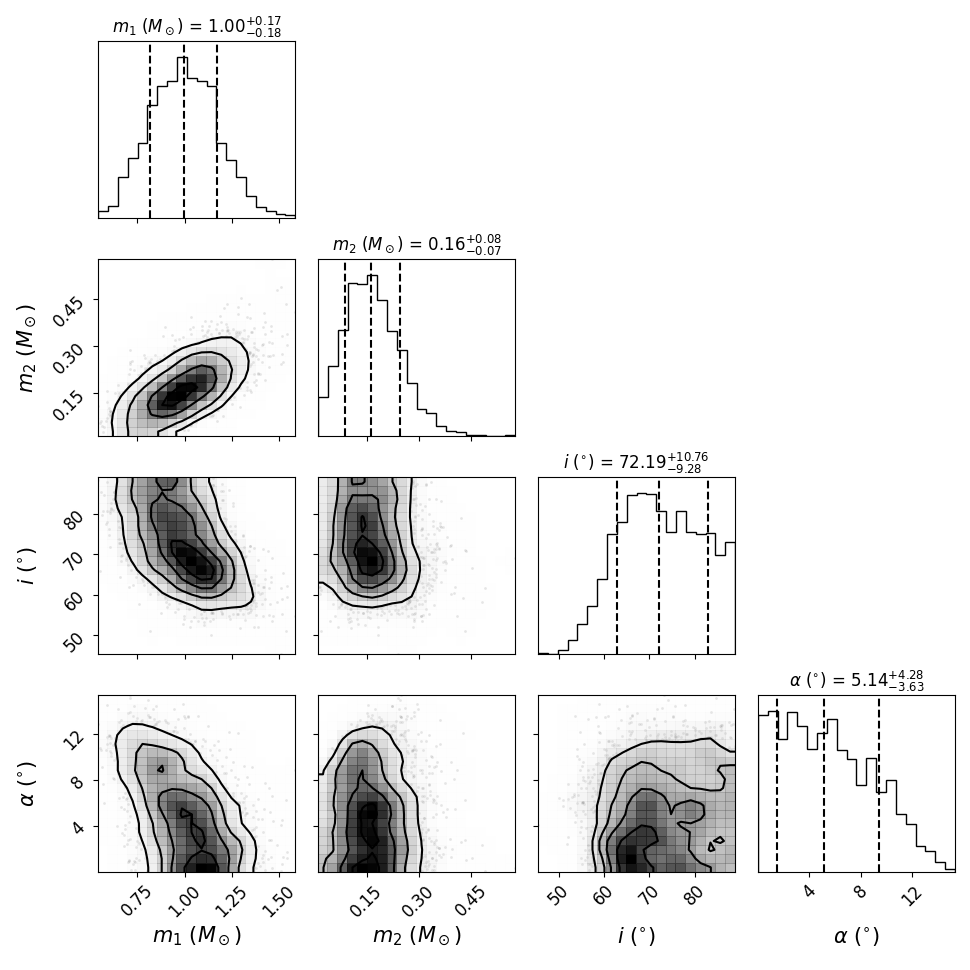 m₁ (M⊙) = 1.00+0.17−0.18
m₂ (M⊙) = 0.16+0.08−0.07
m₂ (M⊙)
0.45
0.30
0.15
i (°) = 72.19+10.76−9.28
i (°)
80
70
60
50
α (°) = 5.14+4.28−3.63
α (°)
12
8
4
0.75 1.00 1.25 1.50
0.15 0.30 0.45
50 60 70 80
4 8 12
m₁ (M⊙) m₂ (M⊙) i (°) α (°)